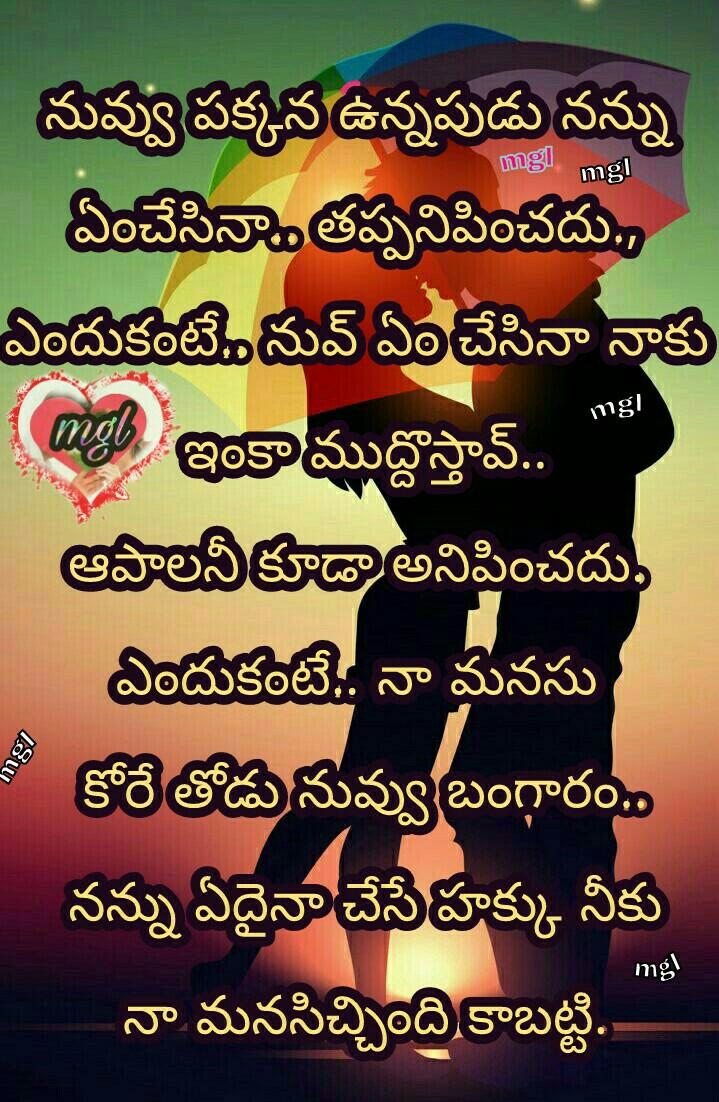 నువ్వు పక్కన ఉన్నపుడు నన్ను
mgl mgl
ఏంచేసినా.. తప్పనిపించదు.,
ఎందుకంటే.. నువ్ ఏం చేసినా నాకు
mgl
mgl
ఇంకా ముద్దొస్తావ్..
ఆపాలనీ కూడా అనిపించదు.
ఎందుకంటే.. నా మనసు
mgl
కోరే తోడు నువ్వు బంగారం..
నన్ను ఏదైనా చేసే హక్కు నీకు
mgl
నా మనసిచ్చింది కాబట్టి.